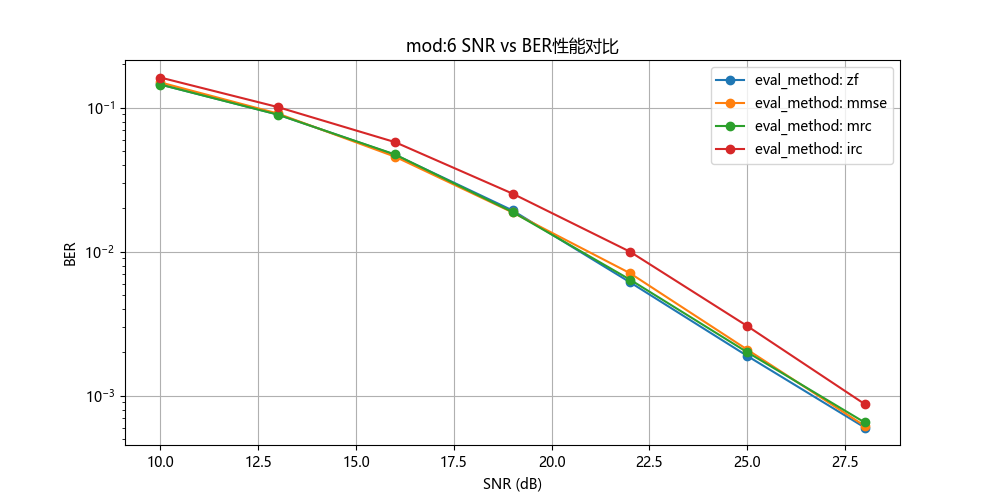 mod:6 SNR vs BER性能对比
eval_method: zf
eval_method: mmse
eval_method: mrc
eval_method: irc
BER
10⁻¹
10⁻²
10⁻³
10.0 12.5 15.0 17.5 20.0 22.5 25.0 27.5
SNR (dB)